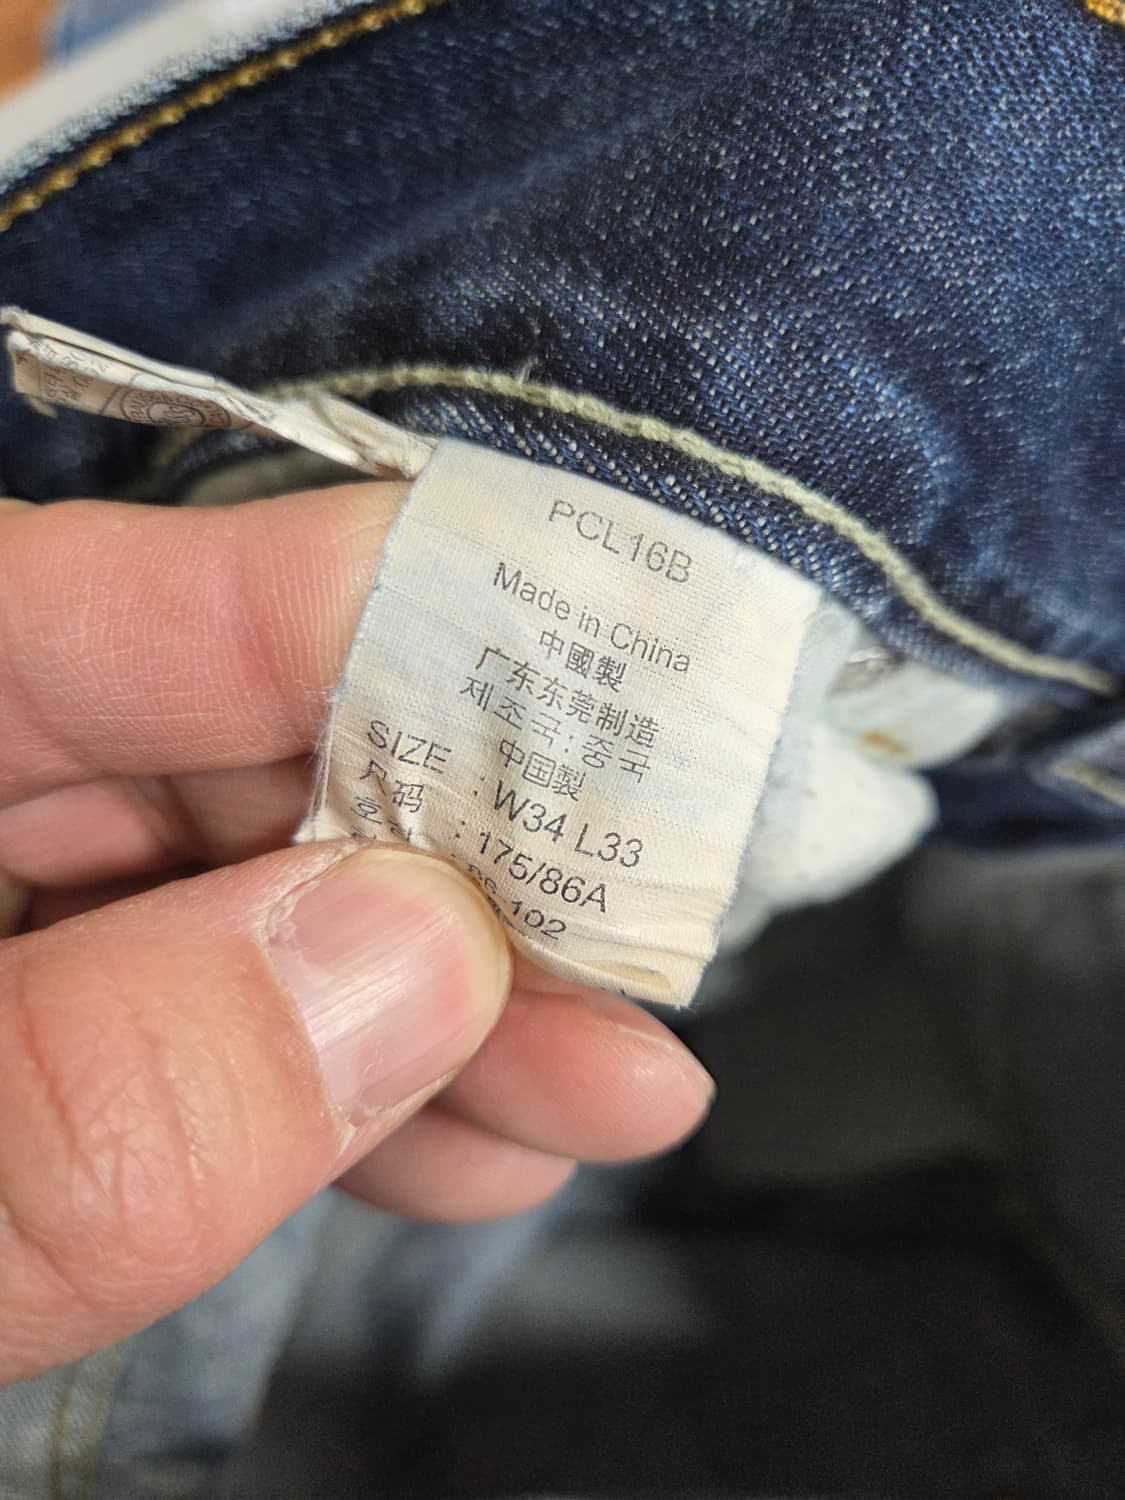 PCL16B
Made in China
中國製
广东东莞制造
제조국: 중국
中国製
SIZE : W34 L33
尺码 : 175/86A
102